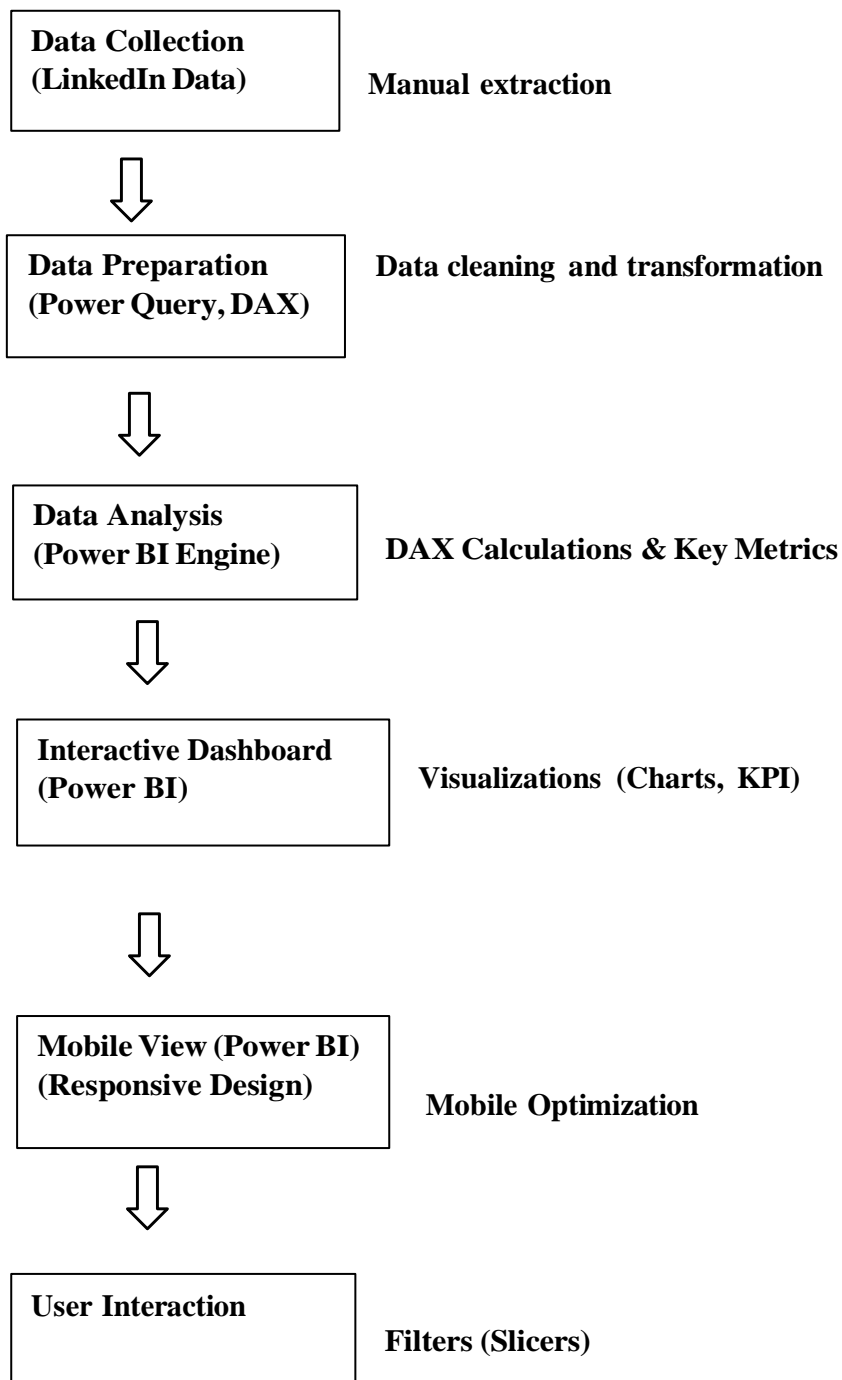 Data Collection
(LinkedIn Data)
Manual extraction
Data Preparation
(Power Query, DAX)
Data cleaning and transformation
Data Analysis
(Power BI Engine)
DAX Calculations & Key Metrics
Interactive Dashboard
(Power BI)
Visualizations (Charts, KPI)
Mobile View (Power BI)
(Responsive Design)
Mobile Optimization
User Interaction
Filters (Slicers)